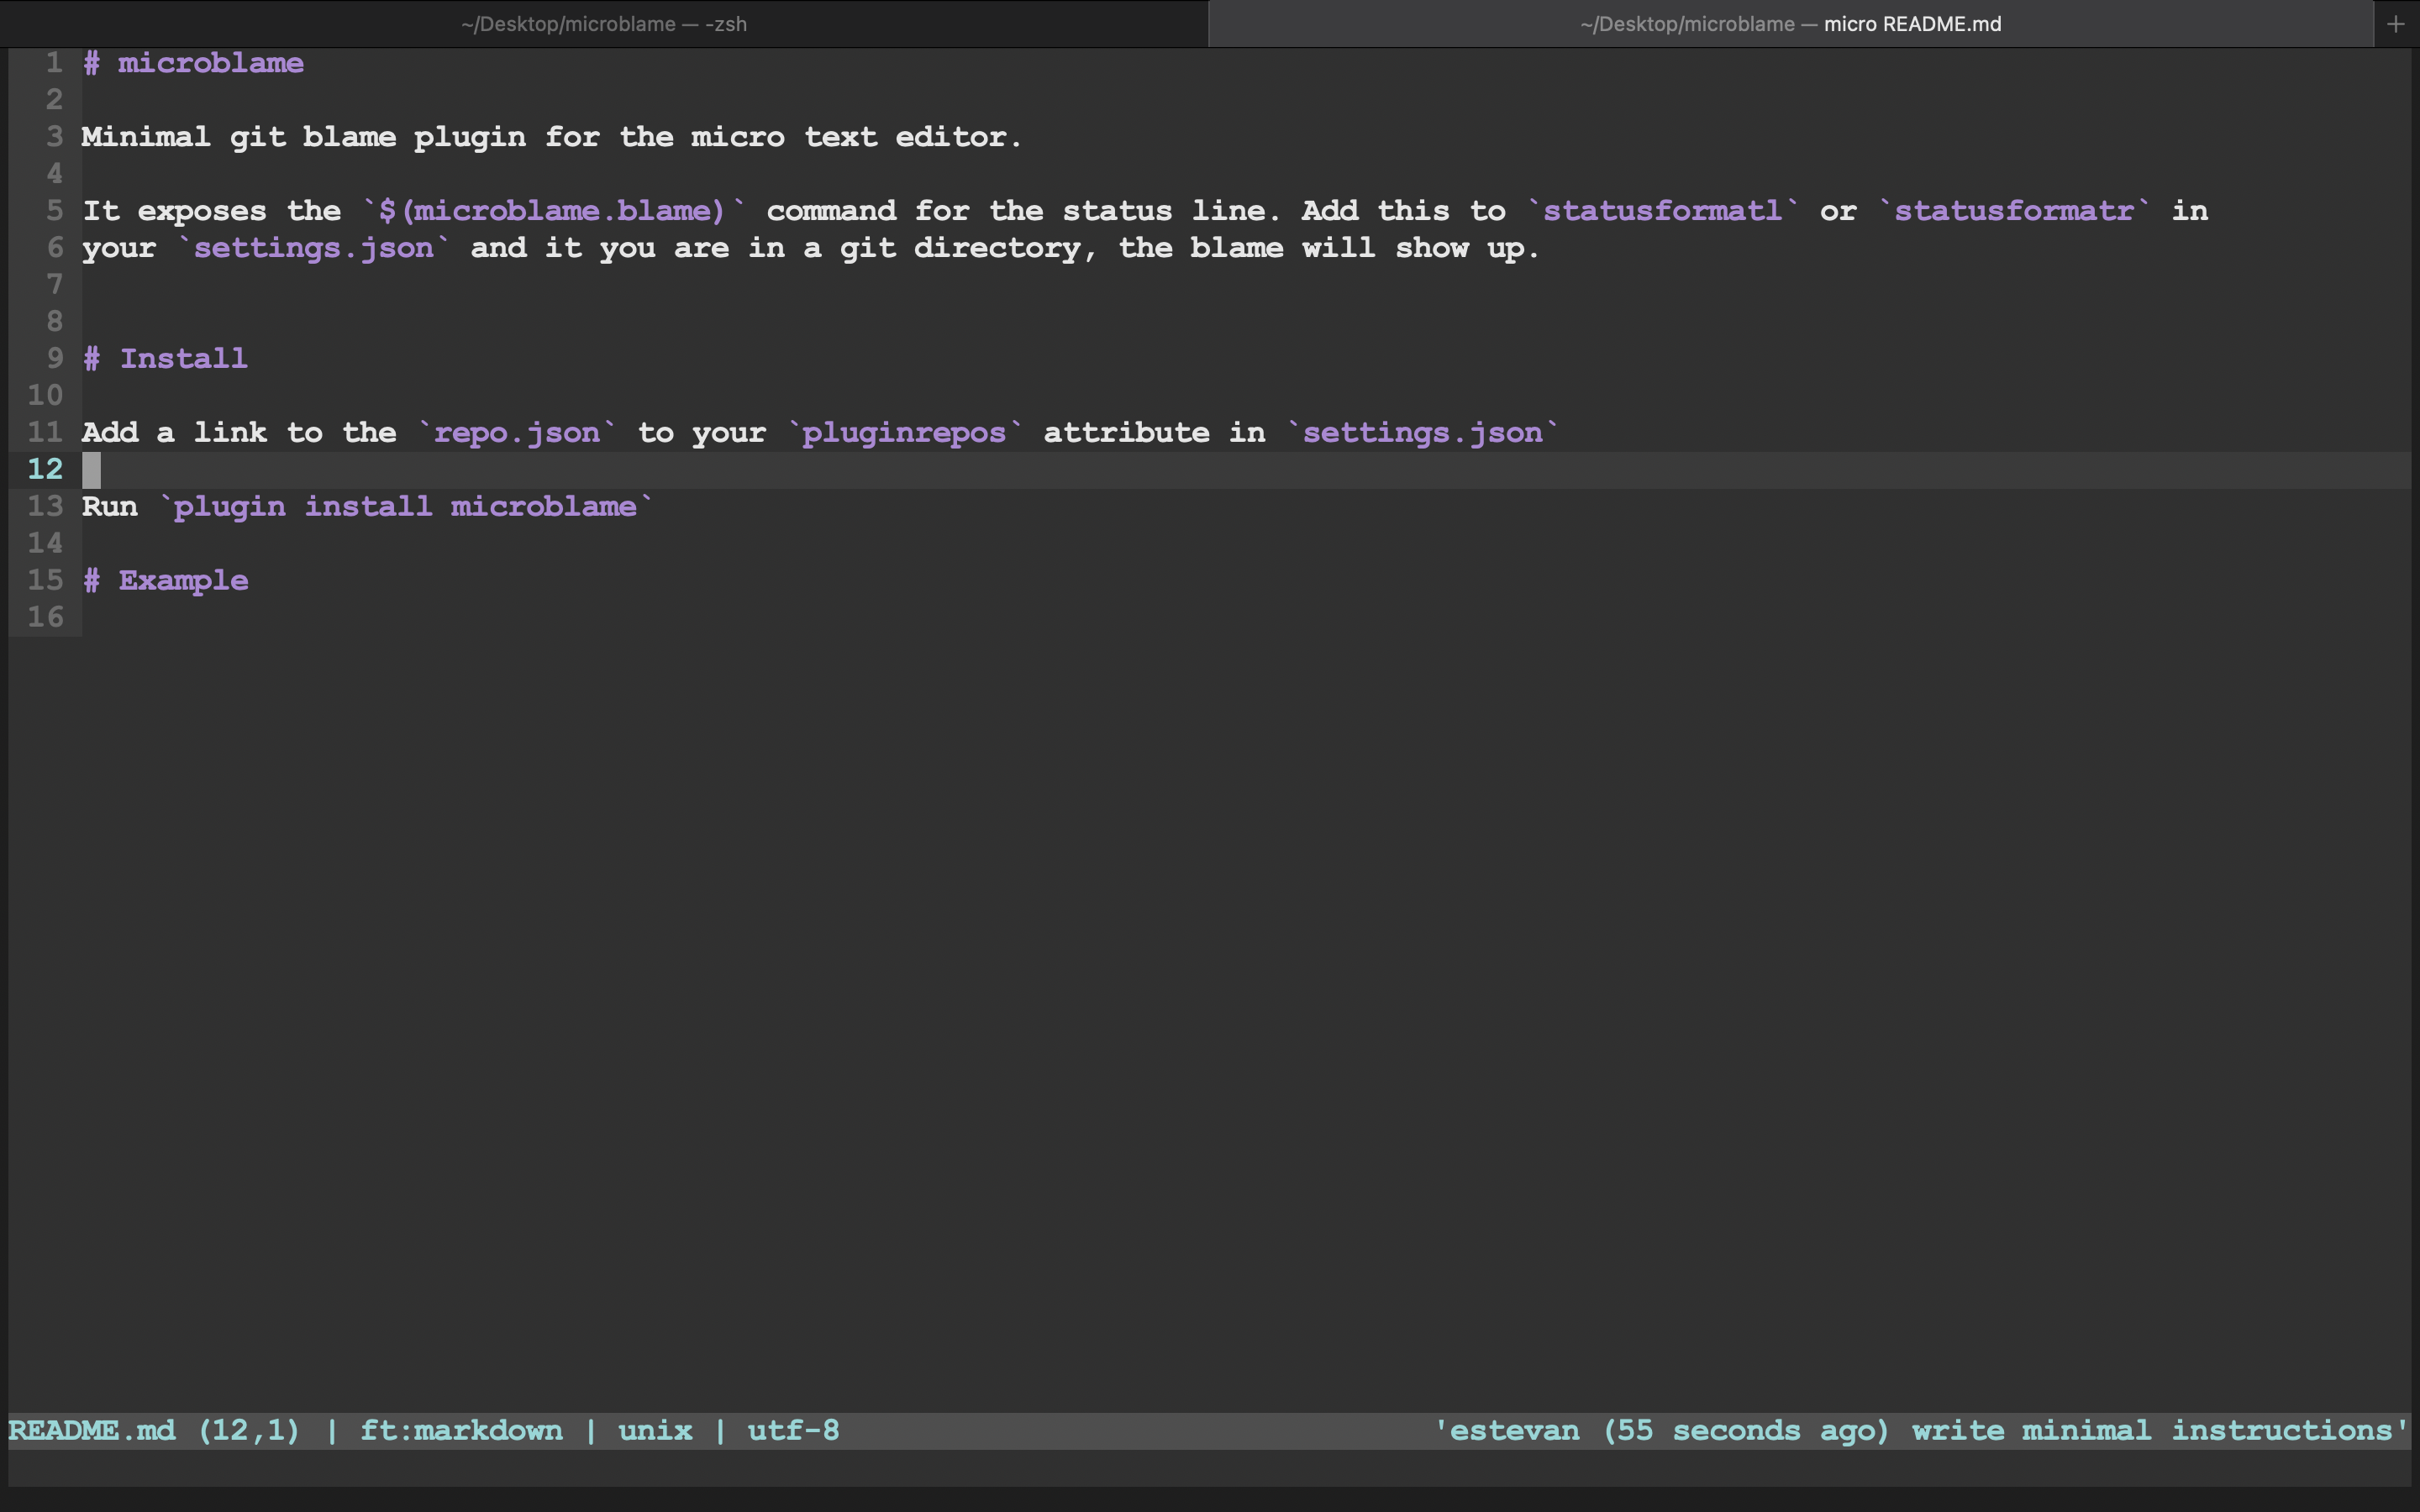 ~/Desktop/microblame — -zsh
~/Desktop/microblame — micro README.md
+
1 # microblame
2
3 Minimal git blame plugin for the micro text editor.
4
5 It exposes the `$(microblame.blame)` command for the status line. Add this to `statusformatl` or `statusformatr` in
6 your `settings.json` and it you are in a git directory, the blame will show up.
7
8
9 # Install
10
11 Add a link to the `repo.json` to your `pluginrepos` attribute in `settings.json`
12
13 Run `plugin install microblame`
14
15 # Example
16
README.md (12,1) | ft:markdown | unix | utf-8
'estevan (55 seconds ago) write minimal instructions'